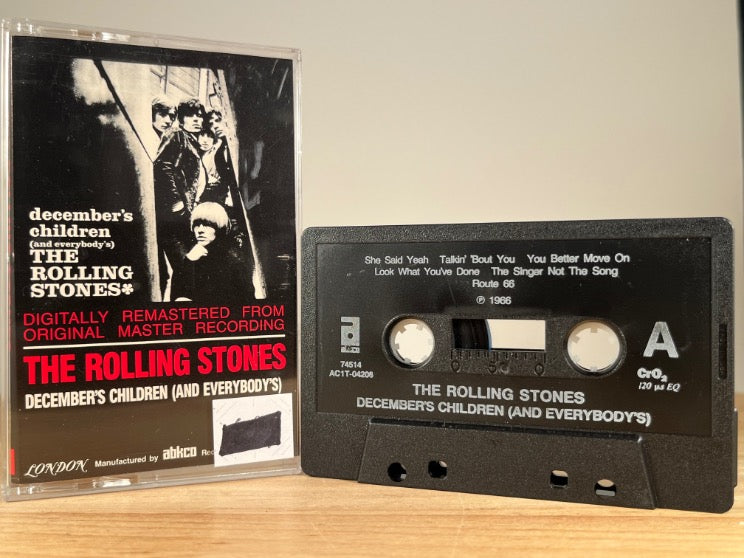 december's
children
(and everybody's)
THE
ROLLING
STONES*
DIGITALLY REMASTERED FROM
ORIGINAL MASTER RECORDING
THE ROLLING STONES
DECEMBER'S CHILDREN (AND EVERYBODY'S)
LONDON Manufactured by abkco Rec
She Said Yeah Talkin' 'Bout You You Better Move On
Look What You've Done The Singer Not The Song
Route 66
℗ 1966
a
abkco
74514
AC1T-04206
A
CrO₂
120 μs EQ
THE ROLLING STONES
DECEMBER'S CHILDREN (AND EVERYBODY'S)